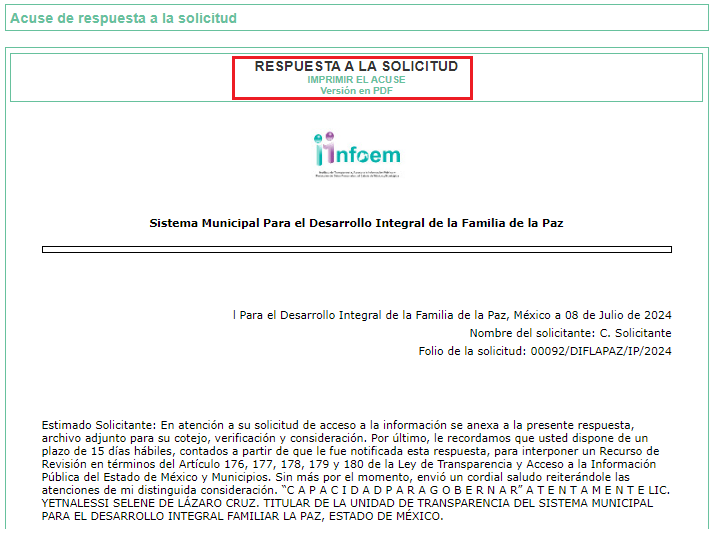 Acuse de respuesta a la solicitud
RESPUESTA A LA SOLICITUD
IMPRIMIR EL ACUSE
Versión en PDF
infoem
Sistema Municipal Para el Desarrollo Integral de la Familia de la Paz
l Para el Desarrollo Integral de la Familia de la Paz, México a 08 de Julio de 2024
Nombre del solicitante: C. Solicitante
Folio de la solicitud: 00092/DIFLAPAZ/IP/2024
Estimado Solicitante: En atención a su solicitud de acceso a la información se anexa a la presente respuesta,
archivo adjunto para su cotejo, verificación y consideración. Por último, le recordamos que usted dispone de un
plazo de 15 días hábiles, contados a partir de que le fue notificada esta respuesta, para interponer un Recurso de
Revisión en términos del Artículo 176, 177, 178, 179 y 180 de la Ley de Transparencia y Acceso a la Información
Pública del Estado de México y Municipios. Sin más por el momento, envió un cordial saludo reiterándole las
atenciones de mi distinguida consideración. “C A P A C I D A D P A R A G O B E R N A R” A T E N T A M E N T E LIC.
YETNALESSI SELENE DE LÁZARO CRUZ. TITULAR DE LA UNIDAD DE TRANSPARENCIA DEL SISTEMA MUNICIPAL
PARA EL DESARROLLO INTEGRAL FAMILIAR LA PAZ, ESTADO DE MÉXICO.